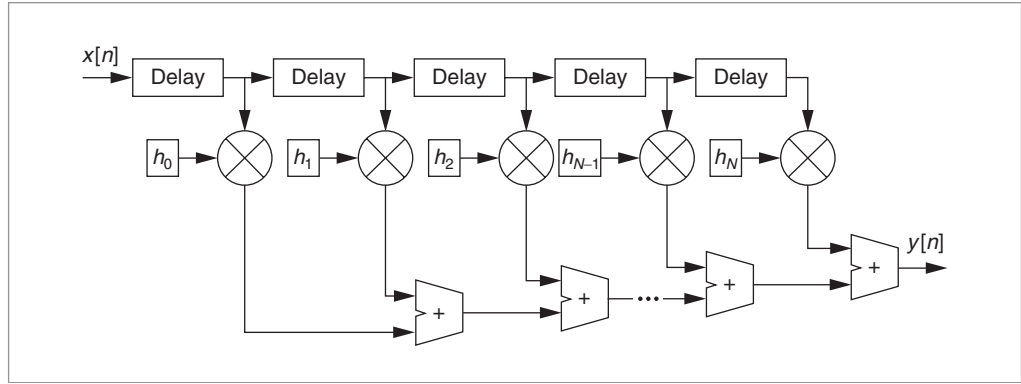 x[n]
Delay Delay Delay Delay Delay
h0 h1 h2 hN–1 hN
y[n]
+ + ... + +